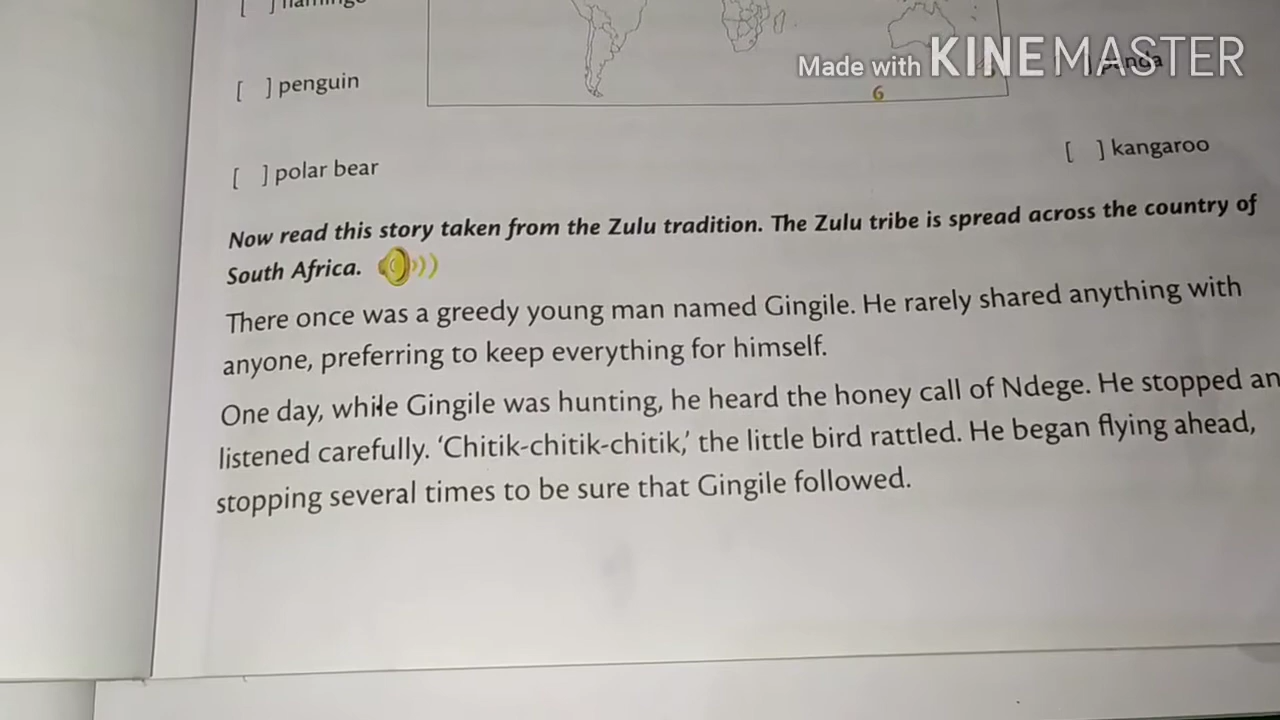 [ ] flamingo
Made with KINEMASTER
[ ] penguin
[ ] panda
6
[ ] kangaroo
[ ] polar bear
Now read this story taken from the Zulu tradition. The Zulu tribe is spread across the country of
South Africa.
There once was a greedy young man named Gingile. He rarely shared anything with
anyone, preferring to keep everything for himself.
One day, while Gingile was hunting, he heard the honey call of Ndege. He stopped an
listened carefully. ‘Chitik-chitik-chitik,’ the little bird rattled. He began flying ahead,
stopping several times to be sure that Gingile followed.